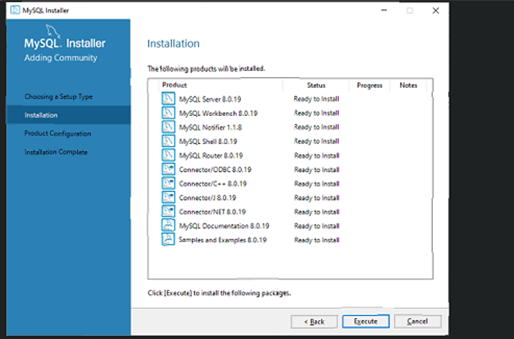 MySQL Installer
MySQL. Installer
Adding Community
Choosing a Setup Type
Installation
Product Configuration
Installation Complete
Installation
The following products will be installed.
Product Status Progress Notes
MySQL Server 8.0.19 Ready to Install
MySQL Workbench 8.0.19 Ready to Install
MySQL Notifier 1.1.8 Ready to Install
MySQL Shell 8.0.19 Ready to Install
MySQL Router 8.0.19 Ready to Install
Connector/ODBC 8.0.19 Ready to Install
Connector/C++ 8.0.19 Ready to Install
Connector/J 8.0.19 Ready to Install
Connector/NET 8.0.19 Ready to Install
MySQL Documentation 8.0.19 Ready to Install
Samples and Examples 8.0.19 Ready to Install
Click [Execute] to install the following packages.
< Back Execute Cancel